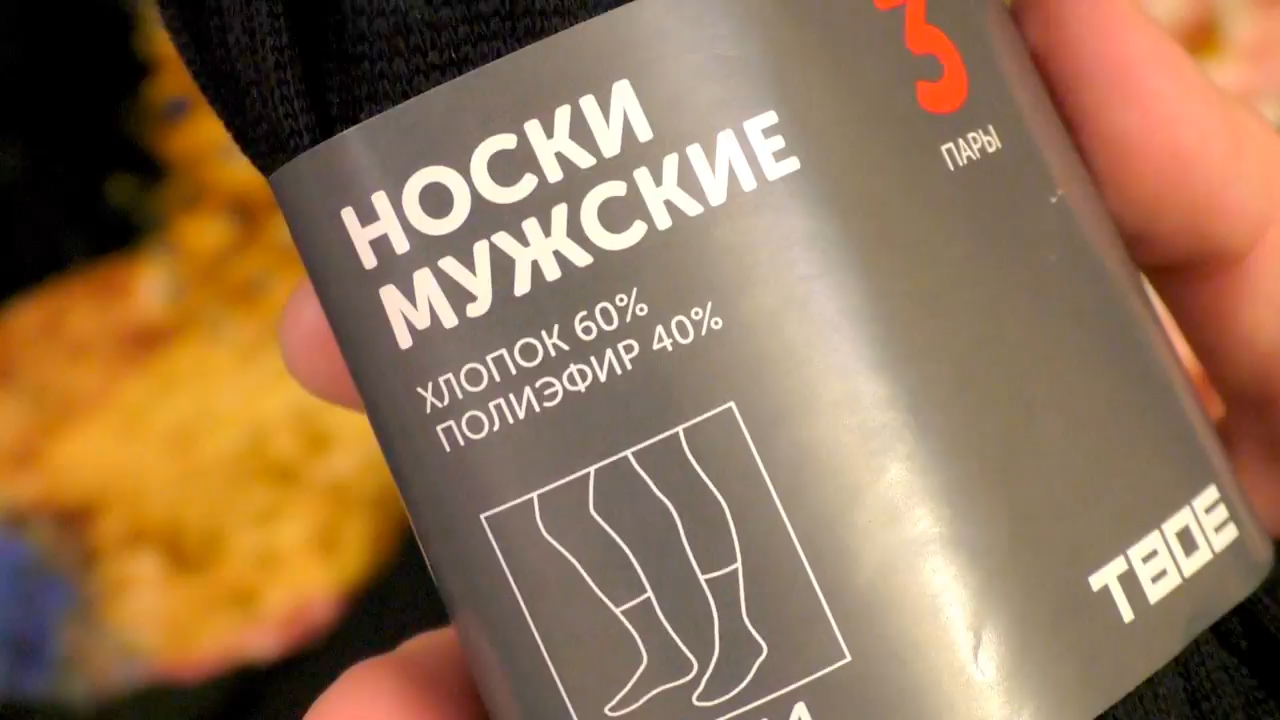 НОСКИ
МУЖСКИЕ
ХЛОПОК 60%
ПОЛИЭФИР 40%
3
ПАРЫ
ТВОЕ